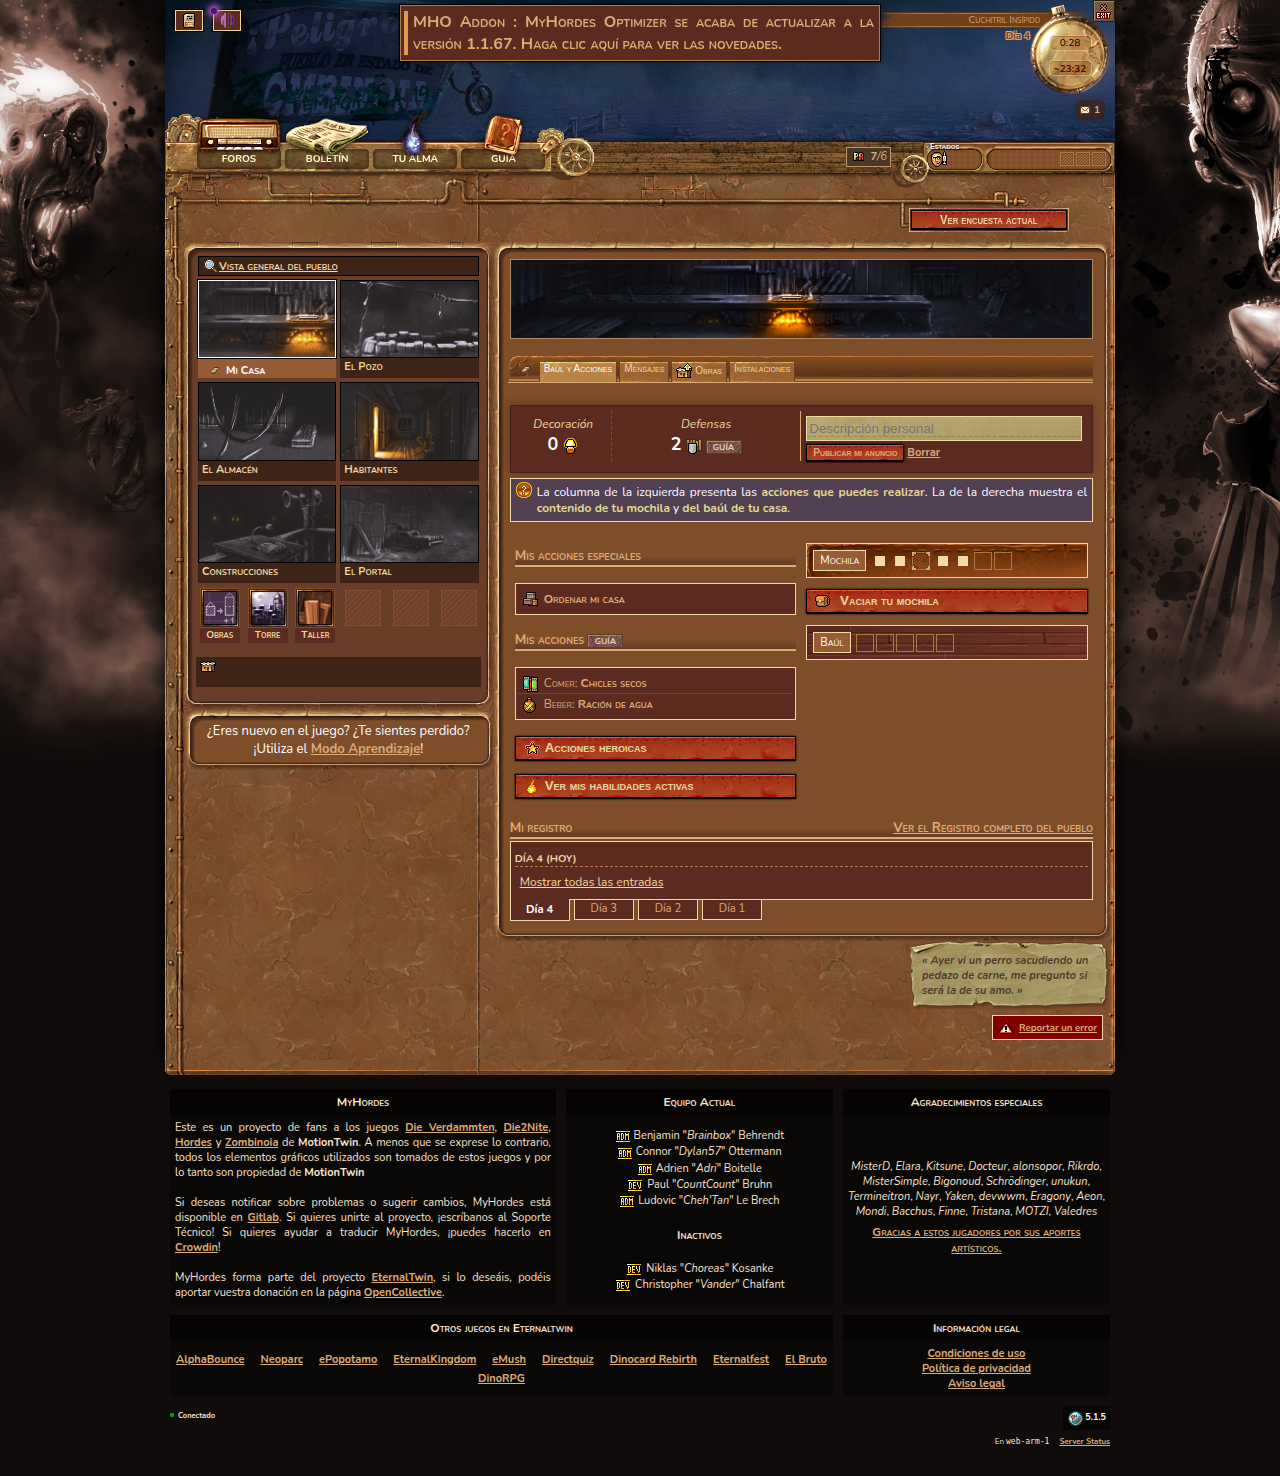 MHO Addon : MyHordes Optimizer se acaba de actualizar a la
versión 1.1.67. Haga clic aquí para ver las novedades.
Cuchitril Insípido
Día 4
0:28
~23:32
EXIT
1
FOROS
BOLETÍN
TU ALMA
GUÍA
PA 7/6
Estados
Ver encuesta actual
Vista general del pueblo
Mi Casa
El Pozo
El Almacén
Habitantes
Construcciones
El Portal
Obras
Torre
Taller
¿Eres nuevo en el juego? ¿Te sientes perdido?
¡Utiliza el Modo Aprendizaje!
Baúl y Acciones
Mensajes
Obras
Instalaciones
Decoración
0
Defensas
2 GUÍA
Descripción personal
Publicar mi anuncio Borrar
La columna de la izquierda presenta las acciones que puedes realizar. La de la derecha muestra el
contenido de tu mochila y del baúl de tu casa.
Mis acciones especiales
Ordenar mi casa
Mis acciones GUÍA
Comer: Chicles secos
Beber: Ración de agua
Acciones heroicas
Ver mis habilidades activas
Mochila
Vaciar tu mochila
Baúl
Mi registro
Ver el Registro completo del pueblo
DÍA 4 (HOY)
Mostrar todas las entradas
Día 4
Día 3
Día 2
Día 1
« Ayer vi un perro sacudiendo un
pedazo de carne, me pregunto si
será la de su amo. »
Reportar un error
MyHordes
Este es un proyecto de fans a los juegos Die Verdammten, Die2Nite,
Hordes y Zombinoia de MotionTwin. A menos que se exprese lo contrario,
todos los elementos gráficos utilizados son tomados de estos juegos y por
lo tanto son propiedad de MotionTwin
Si deseas notificar sobre problemas o sugerir cambios, MyHordes está
disponible en Gitlab. Si quieres unirte al proyecto, ¡escríbanos al Soporte
Técnico! Si quieres ayudar a traducir MyHordes, ¡puedes hacerlo en
Crowdin!
MyHordes forma parte del proyecto EternalTwin, si lo deseáis, podéis
aportar vuestra donación en la página OpenCollective.
Equipo Actual
ADM Benjamin "Brainbox" Behrendt
ADM Connor "Dylan57" Ottermann
ADM Adrien "Adri" Boitelle
DEV Paul "CountCount" Bruhn
ADM Ludovic "Cheh'Tan" Le Brech
Inactivos
DEV Niklas "Choreas" Kosanke
DEV Christopher "Vander" Chalfant
Agradecimientos especiales
MisterD, Elara, Kitsune, Docteur, alonsopor, Rikrdo,
MisterSimple, Bigonoud, Schrödinger, unukun,
Termineitron, Nayr, Yaken, devwwm, Eragony, Aeon,
Mondi, Bacchus, Finne, Tristana, MOTZI, Valedres
Gracias a estos jugadores por sus aportes
artísticos.
Otros juegos en Eternaltwin
AlphaBounce Neoparc ePopotamo EternalKingdom eMush Directquiz Dinocard Rebirth Eternalfest El Bruto
DinoRPG
Información legal
Condiciones de uso
Política de privacidad
Aviso legal
Conectado
5.1.5
En web-arm-1 Server Status